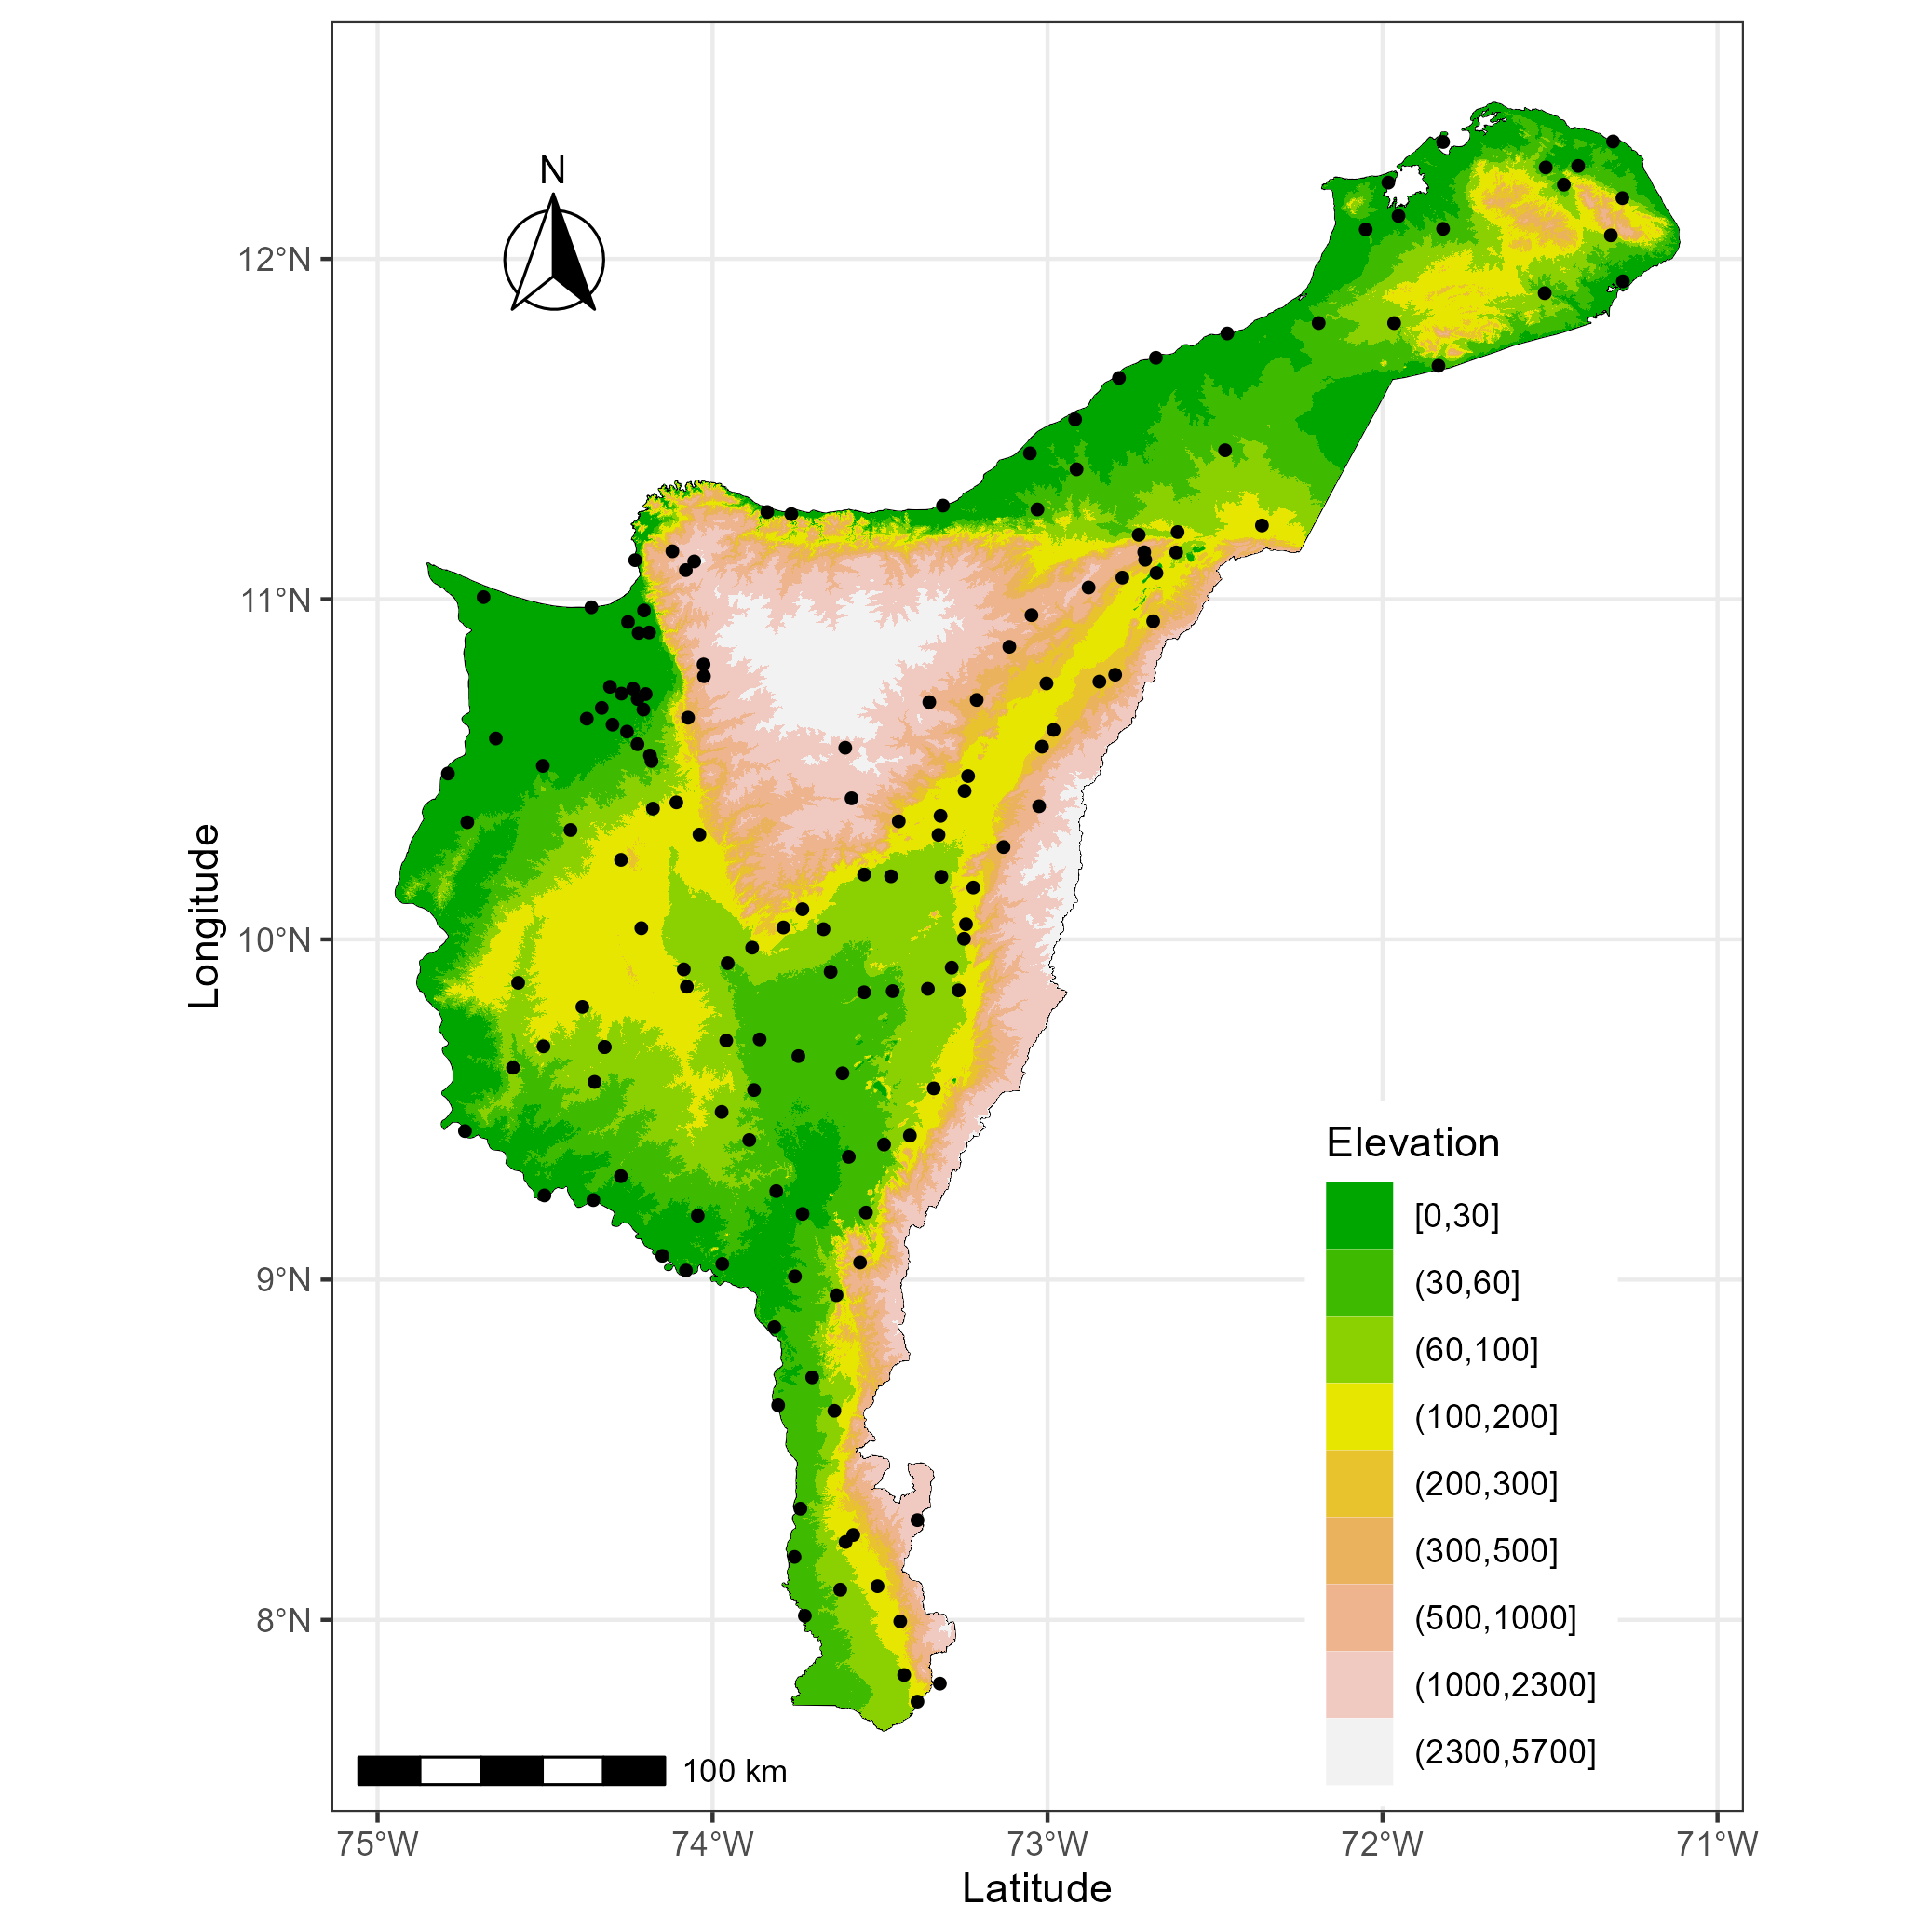 N
12°N
11°N
10°N
9°N
8°N
Longitude
Elevation
[0,30]
(30,60]
(60,100]
(100,200]
(200,300]
(300,500]
(500,1000]
(1000,2300]
(2300,5700]
100 km
75°W 74°W 73°W 72°W 71°W
Latitude